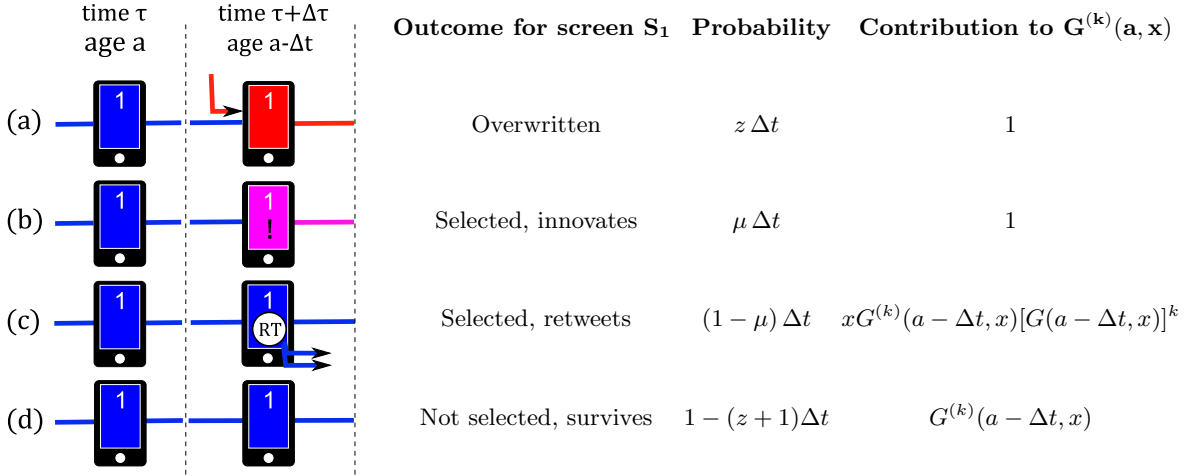 time τ time τ+Δτ Outcome for screen S₁ Probability Contribution to G⁽ᵏ⁾(a, x)
age a age a-Δt
(a) 1 1 Overwritten z Δt 1
(b) 1 1 ! Selected, innovates μ Δt 1
(c) 1 1 RT Selected, retweets (1 − μ) Δt xG⁽ᵏ⁾(a − Δt, x)[G(a − Δt, x)]ᵏ
(d) 1 1 Not selected, survives 1 − (z + 1)Δt G⁽ᵏ⁾(a − Δt, x)